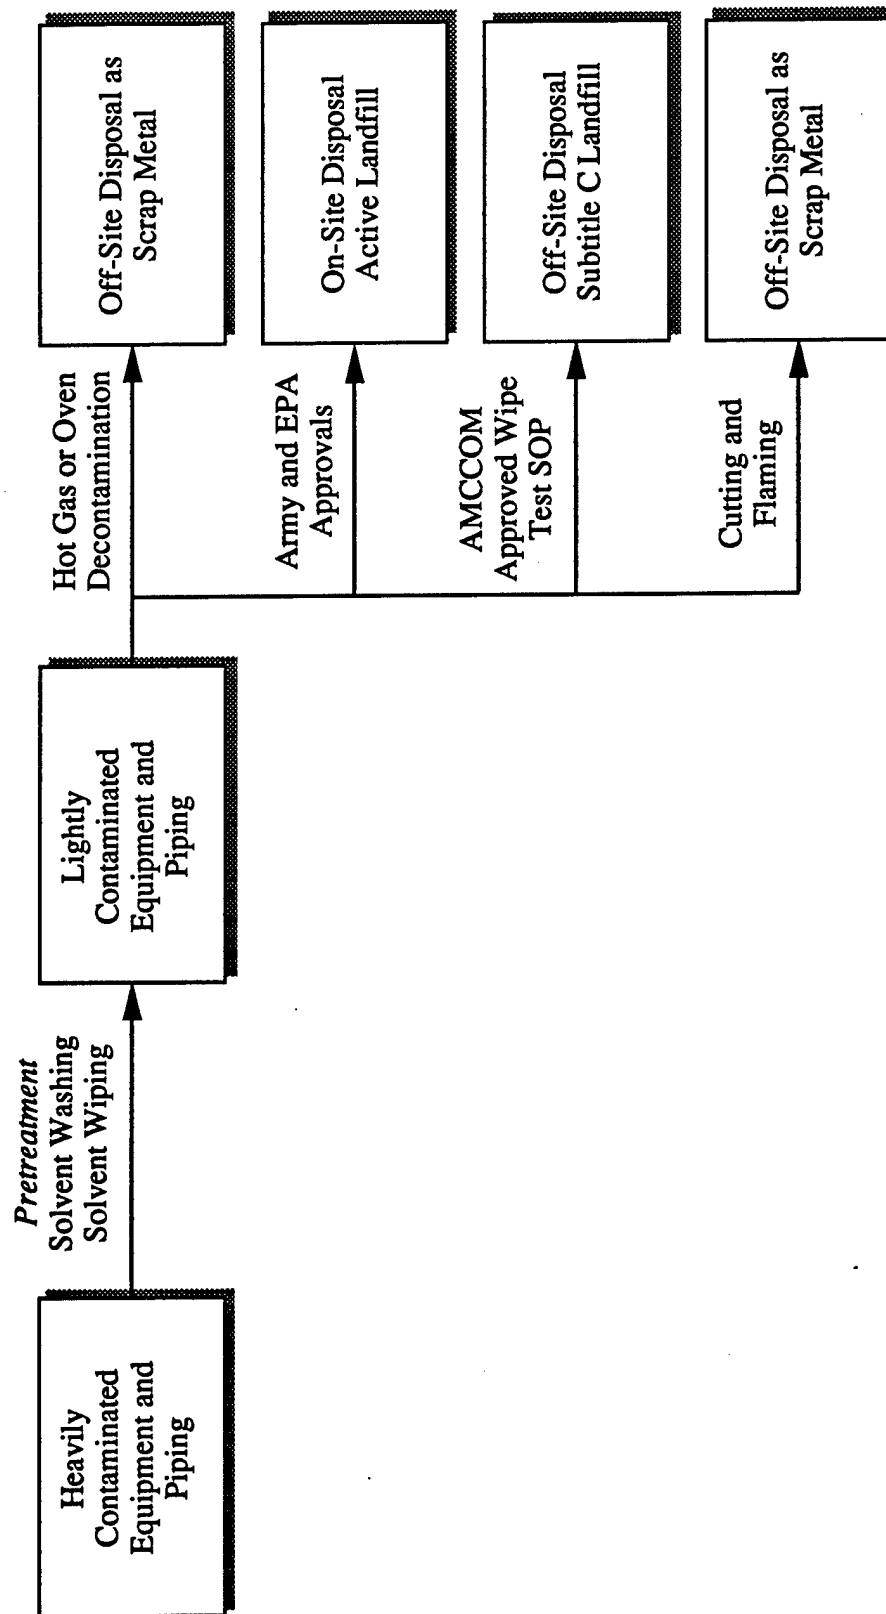 Heavily
Contaminated
Equipment and
Piping
Pretreatment
Solvent Washing
Solvent Wiping
Lightly
Contaminated
Equipment and
Piping
Hot Gas or Oven
Decontamination
Off-Site Disposal as
Scrap Metal
Army and EPA
Approvals
On-Site Disposal
Active Landfill
AMCCOM
Approved Wipe
Test SOP
Off-Site Disposal
Subtitle C Landfill
Cutting and
Flaming
Off-Site Disposal as
Scrap Metal